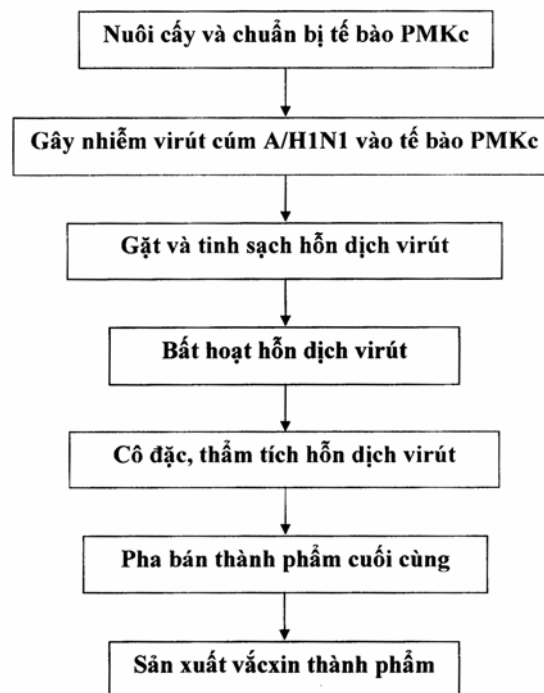 Nuôi cấy và chuẩn bị tế bào PMKc
Gây nhiễm virút cúm A/H1N1 vào tế bào PMKc
Gặt và tinh sạch hỗn dịch virút
Bất hoạt hỗn dịch virút
Cô đặc, thẩm tích hỗn dịch virút
Pha bán thành phẩm cuối cùng
Sản xuất vắcxin thành phẩm